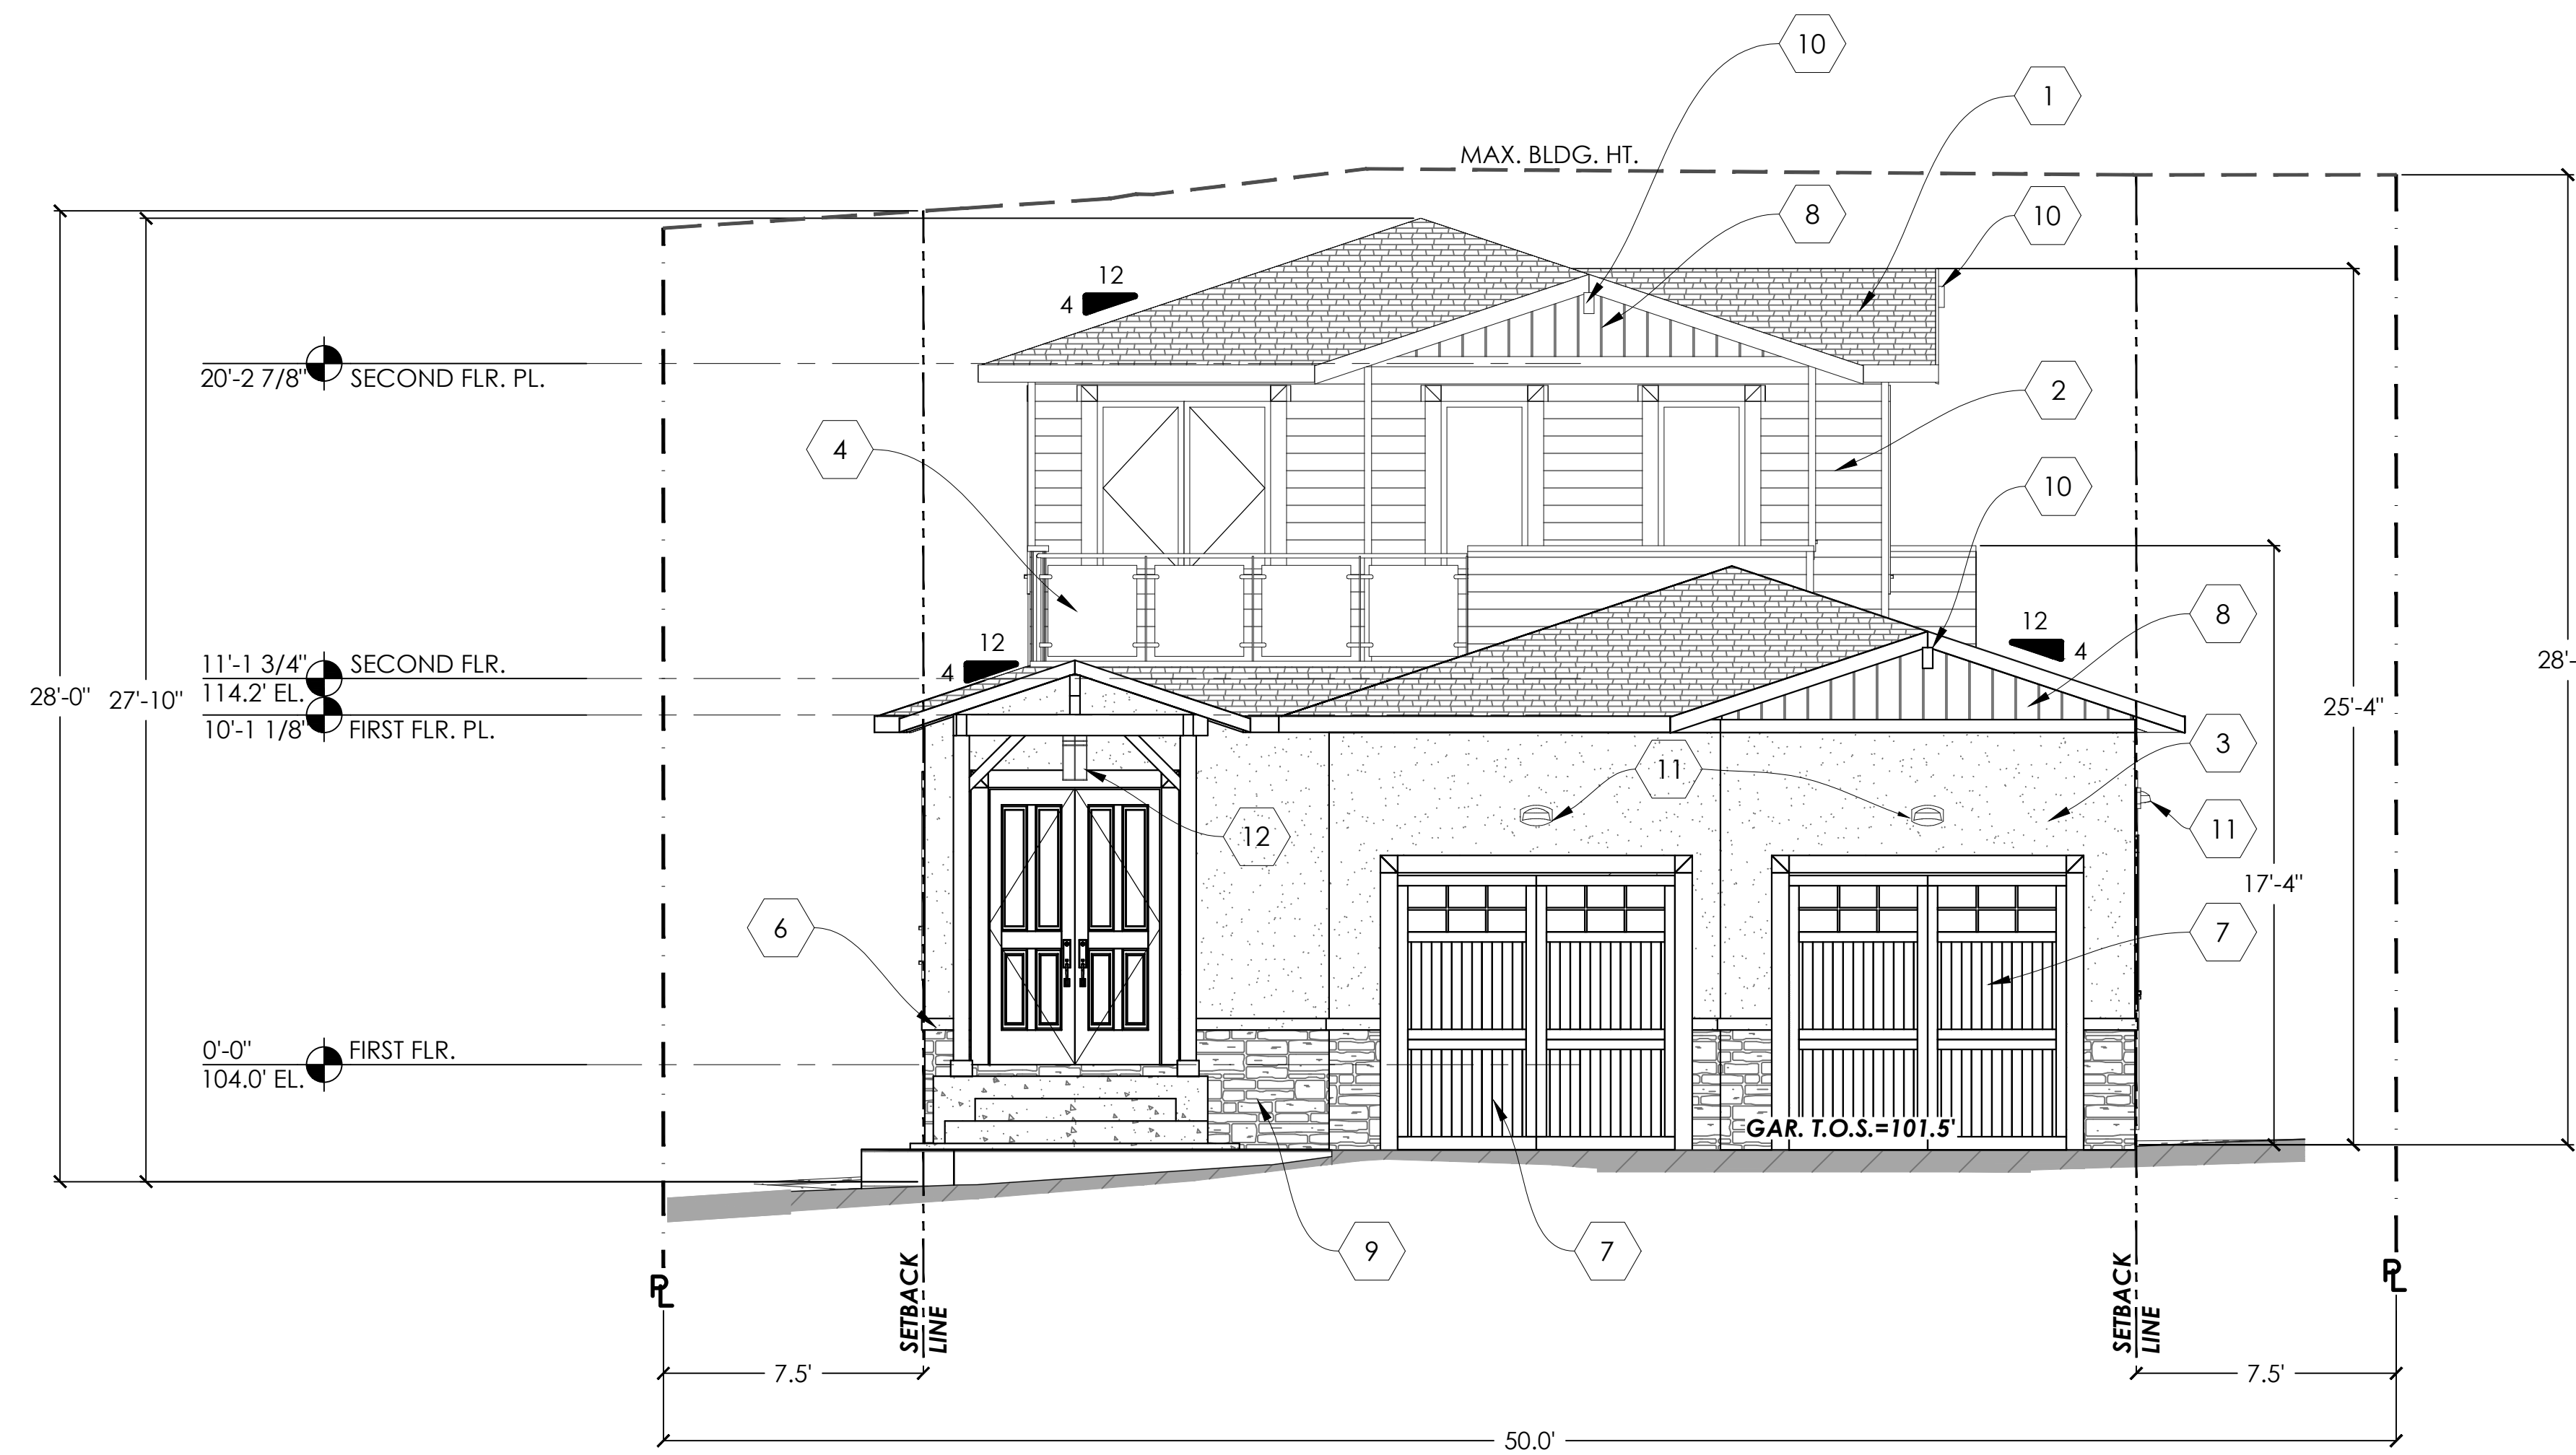 10
1
MAX. BLDG. HT.
8
10
12
4
20'-2 7/8"
SECOND FLR. PL.
2
4
10
12
4
8
12
4
11'-1 3/4"
SECOND FLR.
114.2' EL.
10'-1 1/8"
FIRST FLR. PL.
28'-0"
27'-10"
25'-4"
28'-
3
11
11
12
17'-4"
6
7
0'-0"
FIRST FLR.
104.0' EL.
GAR. T.O.S.=101.5'
9
7
PL
SETBACK
LINE
SETBACK
LINE
PL
7.5'
7.5'
50.0'